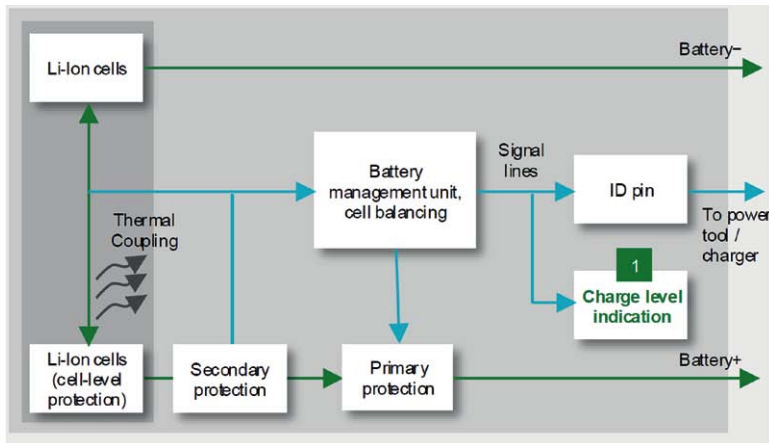 Battery–
Li-Ion cells
Battery
management unit,
cell balancing
Signal
lines
ID pin
To power
tool /
charger
Thermal
Coupling
1
Charge level
indication
Li-Ion cells
(cell-level
protection)
Secondary
protection
Primary
protection
Battery+